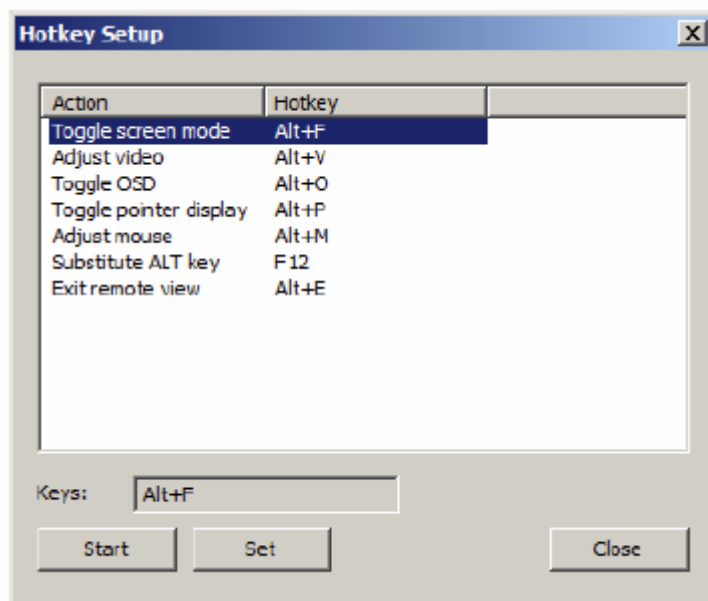 Hotkey Setup
Action Hotkey
Toggle screen mode Alt+F
Adjust video Alt+V
Toggle OSD Alt+O
Toggle pointer display Alt+P
Adjust mouse Alt+M
Substitute ALT key F12
Exit remote view Alt+E
Keys: Alt+F
Start Set Close